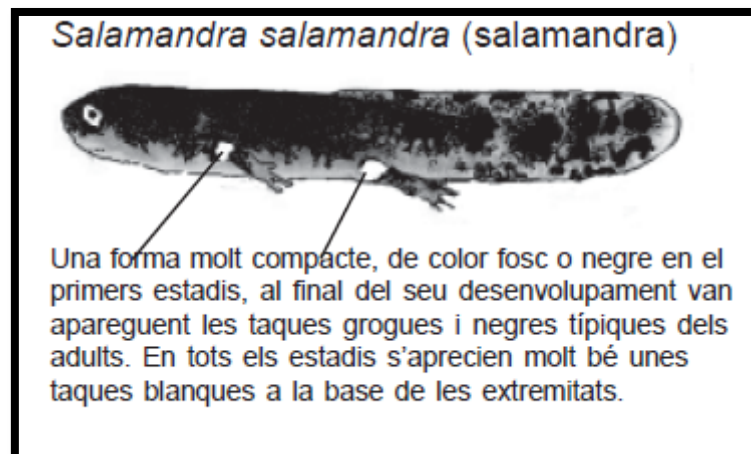 Salamandra salamandra (salamandra)
Una forma molt compacte, de color fosc o negre en el
primers estadis, al final del seu desenvolupament van
apareguent les taques grogues i negres típiques dels
adults. En tots els estadis s'aprecien molt bé unes
taques blanques a la base de les extremitats.